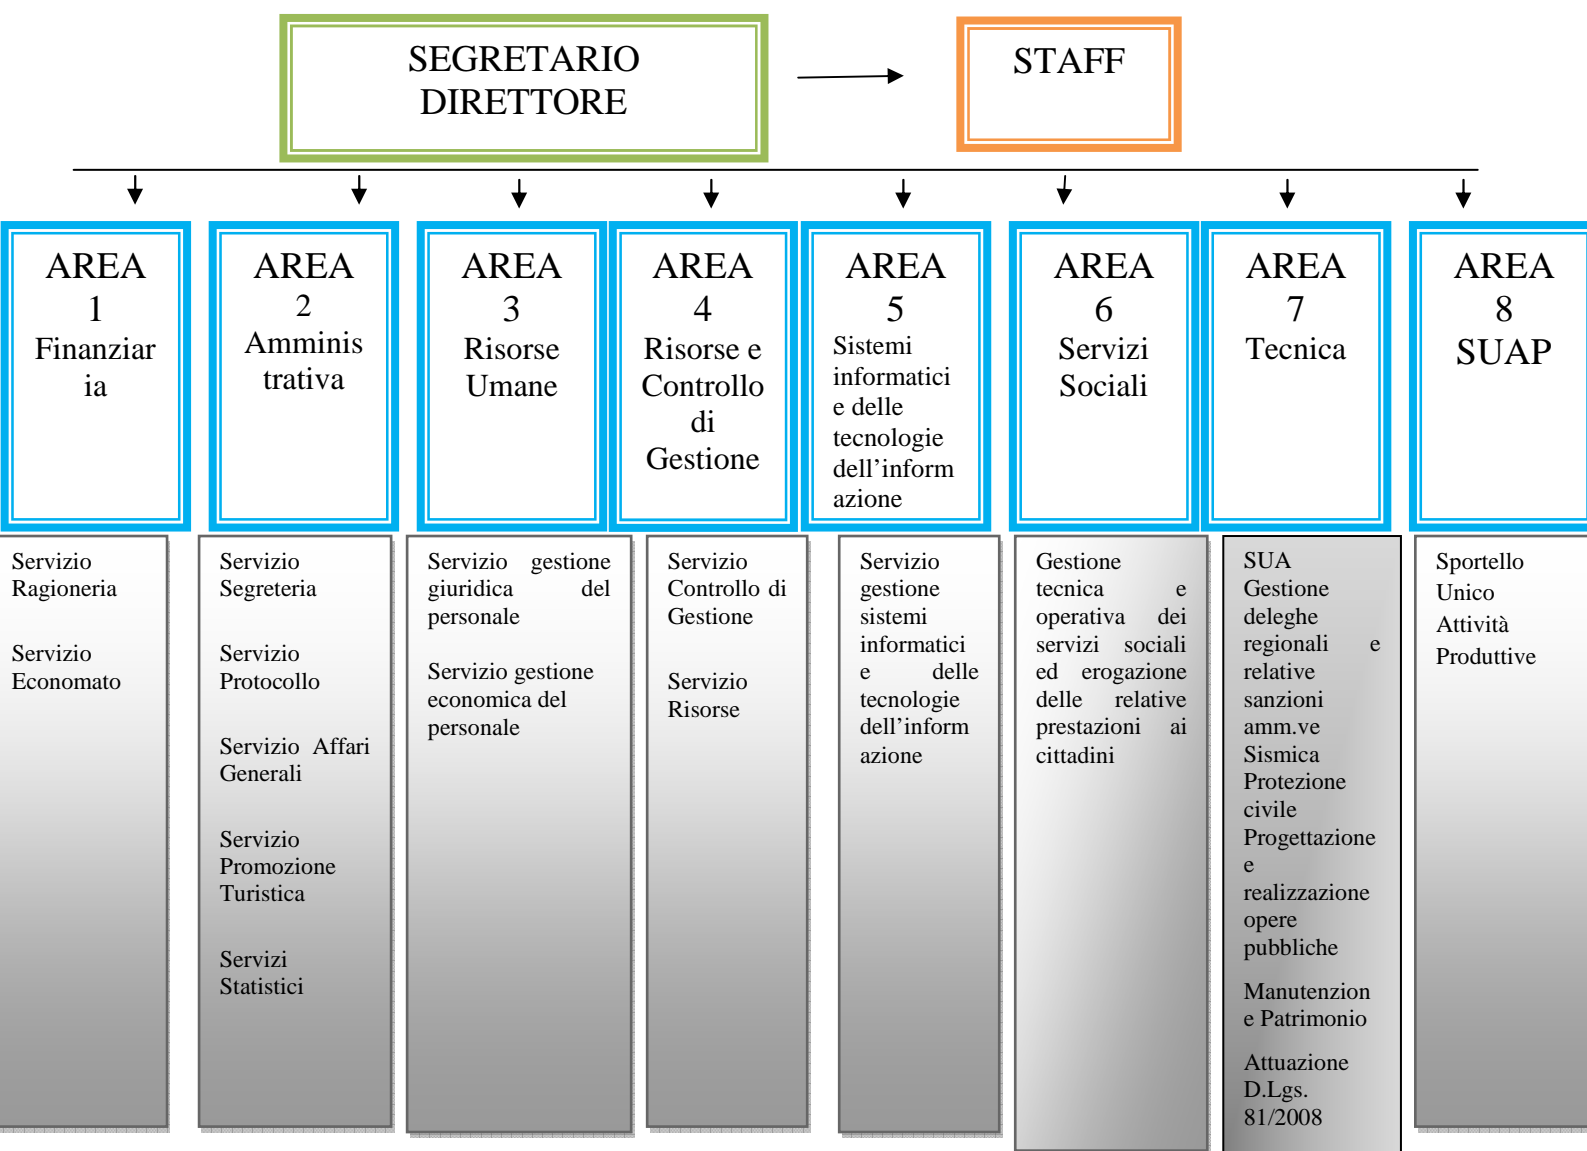 SEGRETARIO
DIRETTORE
STAFF
AREA
1
Finanziar
ia
AREA
2
Amminis
trativa
AREA
3
Risorse
Umane
AREA
4
Risorse e
Controllo
di
Gestione
AREA
5
Sistemi
informatici
e delle
tecnologie
dell’inform
azione
AREA
6
Servizi
Sociali
AREA
7
Tecnica
AREA
8
SUAP
Servizio
Ragioneria
Servizio
Economato
Servizio
Segreteria
Servizio
Protocollo
Servizio Affari
Generali
Servizio
Promozione
Turistica
Servizi
Statistici
Servizio gestione
giuridica del
personale
Servizio gestione
economica del
personale
Servizio
Controllo di
Gestione
Servizio
Risorse
Servizio
gestione
sistemi
informatici
e delle
tecnologie
dell’inform
azione
Gestione
tecnica e
operativa dei
servizi sociali
ed erogazione
delle relative
prestazioni ai
cittadini
SUA
Gestione
deleghe
regionali e
relative
sanzioni
amm.ve
Sismica
Protezione
civile
Progettazione
e
realizzazione
opere
pubbliche
Manutenzion
e Patrimonio
Attuazione
D.Lgs.
81/2008
Sportello
Unico
Attività
Produttive